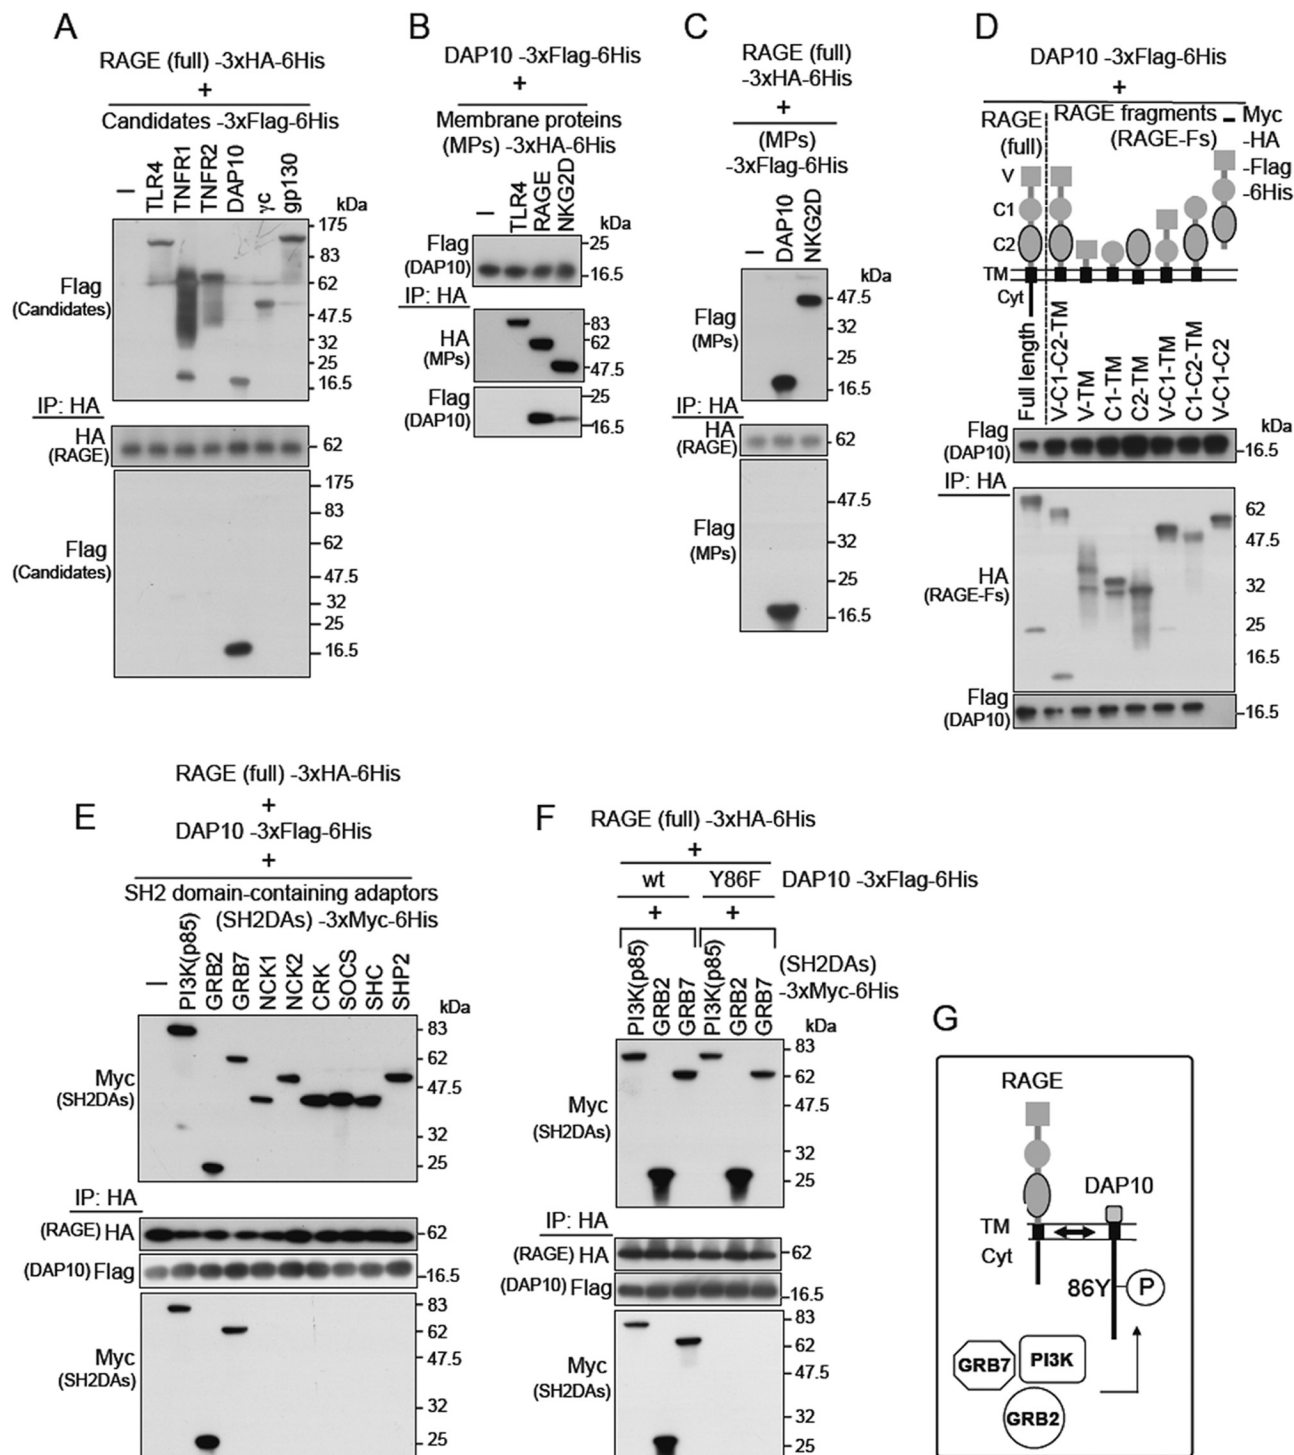 A
RAGE (full) -3xHA-6His
+
Candidates -3xFlag-6His
–
TLR4
TNFR1
TNFR2
DAP10
γc
gp130
kDa
175
83
62
47.5
32
25
16.5
Flag
(Candidates)
IP: HA
HA
(RAGE)
62
Flag
(Candidates)
175
83
62
47.5
32
25
16.5
B
DAP10 -3xFlag-6His
+
Membrane proteins
(MPs) -3xHA-6His
–
TLR4
RAGE
NKG2D
kDa
Flag
(DAP10)
25
16.5
IP: HA
HA
(MPs)
83
62
47.5
Flag
(DAP10)
25
16.5
C
RAGE (full)
-3xHA-6His
+
(MPs)
-3xFlag-6His
–
DAP10
NKG2D
kDa
Flag
(MPs)
47.5
32
25
16.5
IP: HA
HA
(RAGE)
62
Flag
(MPs)
47.5
32
25
16.5
D
DAP10 -3xFlag-6His
+
RAGE
(full)
RAGE fragments
(RAGE-Fs)
Myc
-HA
-Flag
-6His
V
C1
C2
TM
Cyt
Full length
V-C1-C2-TM
V-TM
C1-TM
C2-TM
V-C1-TM
C1-C2-TM
V-C1-C2
kDa
Flag
(DAP10)
16.5
IP: HA
HA
(RAGE-Fs)
62
47.5
32
25
16.5
Flag
(DAP10)
16.5
E
RAGE (full) -3xHA-6His
+
DAP10 -3xFlag-6His
+
SH2 domain-containing adaptors
(SH2DAs) -3xMyc-6His
–
PI3K(p85)
GRB2
GRB7
NCK1
NCK2
CRK
SOCS
SHC
SHP2
kDa
Myc
(SH2DAs)
83
62
47.5
32
25
IP: HA
(RAGE) HA
62
(DAP10) Flag
16.5
Myc
(SH2DAs)
83
62
47.5
32
25
F
RAGE (full) -3xHA-6His
+
wt
Y86F
DAP10 -3xFlag-6His
+
+
PI3K(p85)
GRB2
GRB7
PI3K(p85)
GRB2
GRB7
(SH2DAs)
-3xMyc-6His
kDa
Myc
(SH2DAs)
83
62
47.5
32
25
IP: HA
(RAGE) HA
62
(DAP10) Flag
16.5
Myc
(SH2DAs)
83
62
47.5
32
25
G
RAGE
DAP10
TM
Cyt
86Y
P
GRB7
PI3K
GRB2